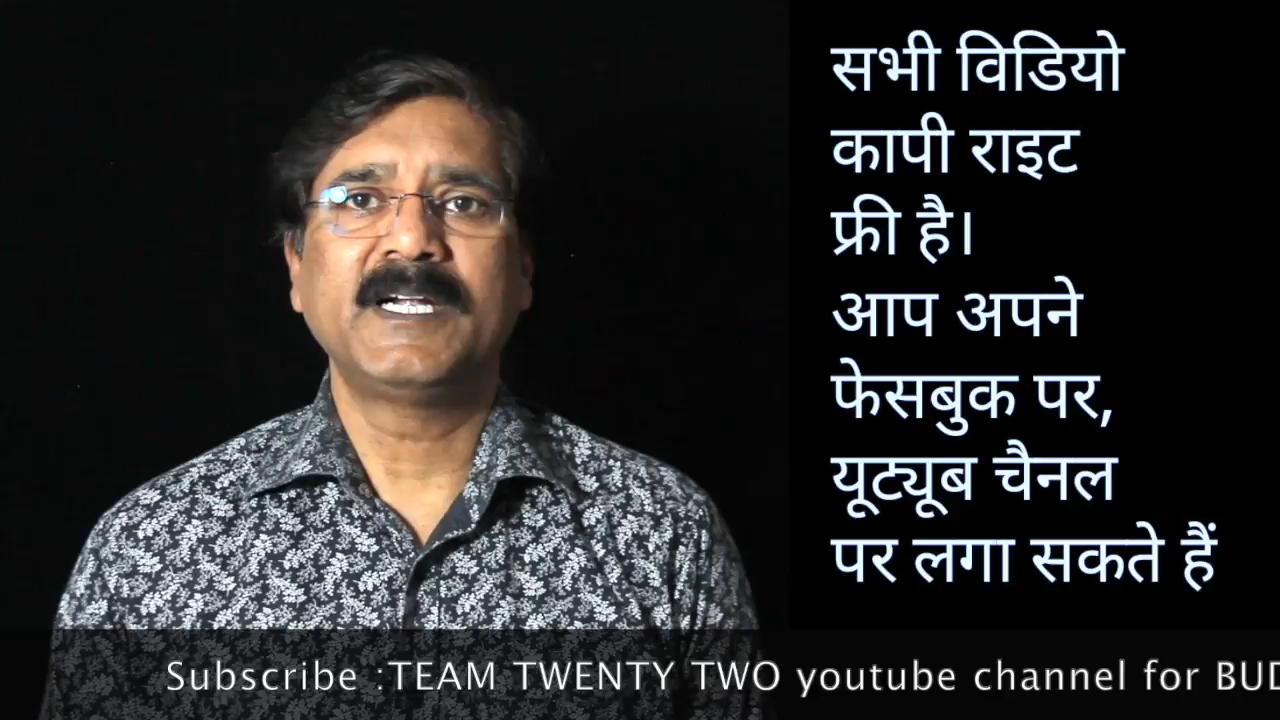 सभी विडियो
कापी राइट
फ्री है।
आप अपने
फेसबुक पर,
यूट्यूब चैनल
पर लगा सकते हैं
Subscribe :TEAM TWENTY TWO youtube channel for